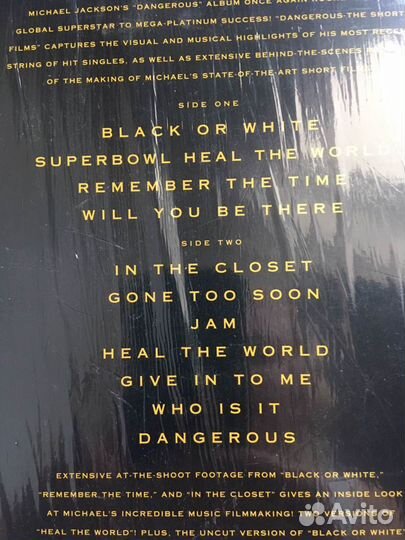 MICHAEL JACKSON'S "DANGEROUS" ALBUM ONCE AGAIN
GLOBAL SUPERSTAR TO MEGA-PLATINUM SUCCESS! "DANGEROUS-THE SHORT
FILMS" CAPTURES THE VISUAL AND MUSICAL HIGHLIGHTS OF HIS MOST RECENT
STRING OF HIT SINGLES, AS WELL AS EXTENSIVE BEHIND-THE-SCENES
OF THE MAKING OF MICHAEL'S STATE-OF-THE-ART SHORT
SIDE ONE
BLACK OR WHITE
SUPERBOWL HEAL THE WORLD
REMEMBER THE TIME
WILL YOU BE THERE
SIDE TWO
IN THE CLOSET
GONE TOO SOON
JAM
HEAL THE WORLD
GIVE IN TO ME
WHO IS IT
DANGEROUS
EXTENSIVE AT-THE-SHOOT FOOTAGE FROM "BLACK OR WHITE,"
"REMEMBER THE TIME," AND "IN THE CLOSET" GIVES AN INSIDE LOOK
AT MICHAEL'S INCREDIBLE MUSIC FILMMAKING! TWO VERSIONS OF
"HEAL THE WORLD"! PLUS, THE UNCUT VERSION OF "BLACK OR WHITE"
Avito